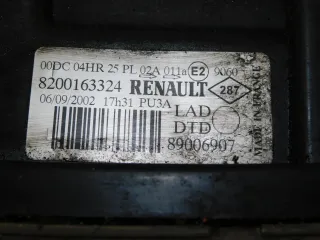 00DC 04HR 25 PL 02A 011a E2 9060
8200163324 RENAULT 287
06/09/2002 17h31 PU3A LAD
DTD
89006907
MADE IN FRANCE